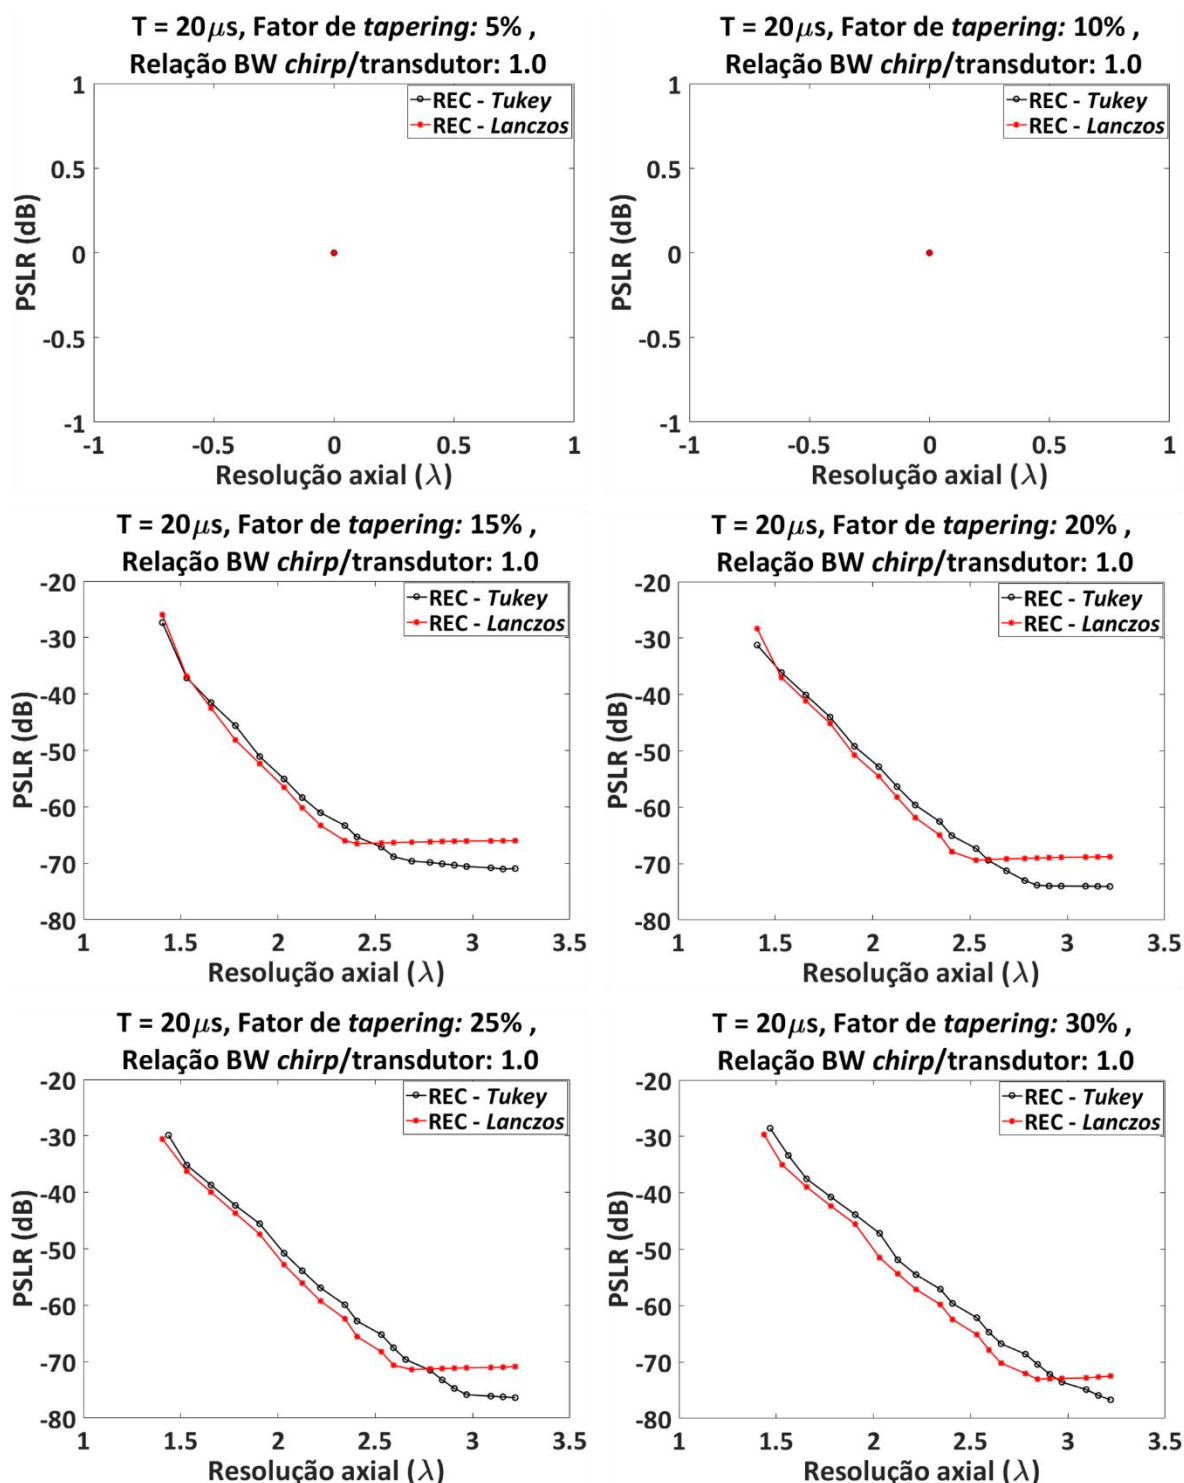 T = 20μs, Fator de tapering: 5% ,
Relação BW chirp/transdutor: 1.0
1
0.5
0
-0.5
-1
PSLR (dB)
REC - Tukey
REC - Lanczos
-1 -0.5 0 0.5 1
Resolução axial (λ)
T = 20μs, Fator de tapering: 10% ,
Relação BW chirp/transdutor: 1.0
1
0.5
0
-0.5
-1
PSLR (dB)
REC - Tukey
REC - Lanczos
-1 -0.5 0 0.5 1
Resolução axial (λ)
T = 20μs, Fator de tapering: 15% ,
Relação BW chirp/transdutor: 1.0
-20
-30
-40
-50
-60
-70
-80
PSLR (dB)
REC - Tukey
REC - Lanczos
1 1.5 2 2.5 3 3.5
Resolução axial (λ)
T = 20μs, Fator de tapering: 20% ,
Relação BW chirp/transdutor: 1.0
-20
-30
-40
-50
-60
-70
-80
PSLR (dB)
REC - Tukey
REC - Lanczos
1 1.5 2 2.5 3 3.5
Resolução axial (λ)
T = 20μs, Fator de tapering: 25% ,
Relação BW chirp/transdutor: 1.0
-20
-30
-40
-50
-60
-70
-80
PSLR (dB)
REC - Tukey
REC - Lanczos
1 1.5 2 2.5 3 3.5
Resolução axial (λ)
T = 20μs, Fator de tapering: 30% ,
Relação BW chirp/transdutor: 1.0
-20
-30
-40
-50
-60
-70
-80
PSLR (dB)
REC - Tukey
REC - Lanczos
1 1.5 2 2.5 3 3.5
Resolução axial (λ)